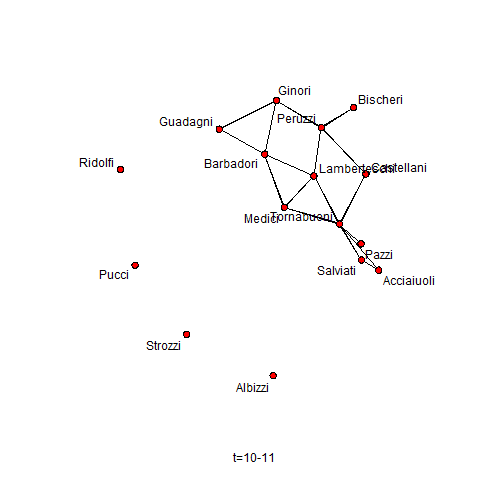 Ginori
Bischeri
Peruzzi
Guadagni
Ridolfi
Barbadori
Lamberteschi
Castellani
Medici
Tornabuoni
Pazzi
Salviati
Pucci
Acciaiuoli
Strozzi
Albizzi
t=10-11